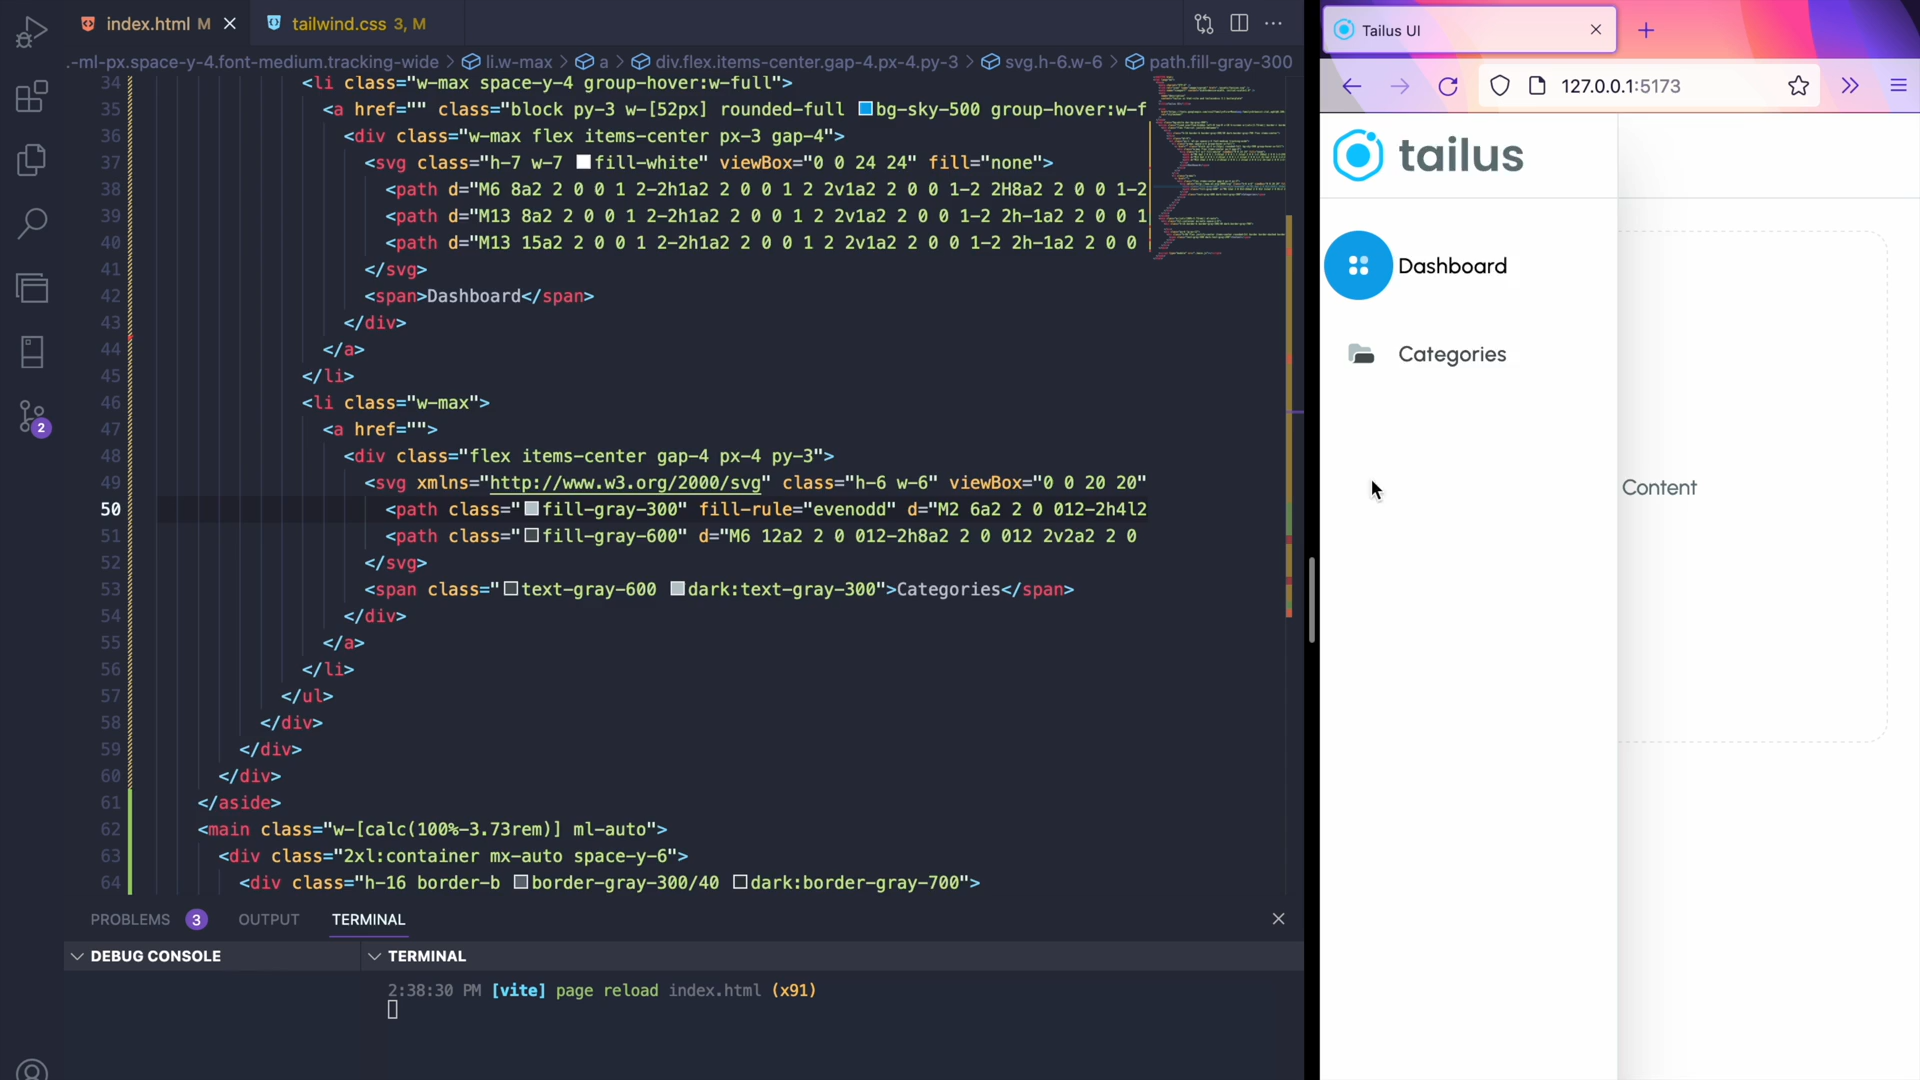 index.html M
tailwind.css 3, M
.-ml-px.space-y-4.font-medium.tracking-wide > li.w-max > a > div.flex.items-center.gap-4.px-4.py-3 > svg.h-6.w-6 > path.fill-gray-300
34 <li class="w-max space-y-4 group-hover:w-full">
35 <a href="" class="block py-3 w-[52px] rounded-full bg-sky-500 group-hover:w-f
36 <div class="w-max flex items-center px-3 gap-4">
37 <svg class="h-7 w-7 fill-white" viewBox="0 0 24 24" fill="none">
38 <path d="M6 8a2 2 0 0 1 2-2h1a2 2 0 0 1 2 2v1a2 2 0 0 1-2 2H8a2 2 0 0 1-2
39 <path d="M13 8a2 2 0 0 1 2-2h1a2 2 0 0 1 2 2v1a2 2 0 0 1-2 2h-1a2 2 0 0 1
40 <path d="M13 15a2 2 0 0 1 2-2h1a2 2 0 0 1 2 2v1a2 2 0 0 1-2 2h-1a2 2 0 0
41 </svg>
42 <span>Dashboard</span>
43 </div>
44 </a>
45 </li>
46 <li class="w-max">
47 <a href="">
48 <div class="flex items-center gap-4 px-4 py-3">
49 <svg xmlns="http://www.w3.org/2000/svg" class="h-6 w-6" viewBox="0 0 20 20"
50 <path class="fill-gray-300" fill-rule="evenodd" d="M2 6a2 2 0 012-2h4l2
51 <path class="fill-gray-600" d="M6 12a2 2 0 012-2h8a2 2 0 012 2v2a2 2 0
52 </svg>
53 <span class="text-gray-600 dark:text-gray-300">Categories</span>
54 </div>
55 </a>
56 </li>
57 </ul>
58 </div>
59 </div>
60 </div>
61 </aside>
62 <main class="w-[calc(100%-3.73rem)] ml-auto">
63 <div class="2xl:container mx-auto space-y-6">
64 <div class="h-16 border-b border-gray-300/40 dark:border-gray-700">
2
PROBLEMS 3 OUTPUT TERMINAL
DEBUG CONSOLE
TERMINAL
2:38:30 PM [vite] page reload index.html (x91)
Tailus UI
127.0.0.1:5173
tailus
Dashboard
Categories
Content